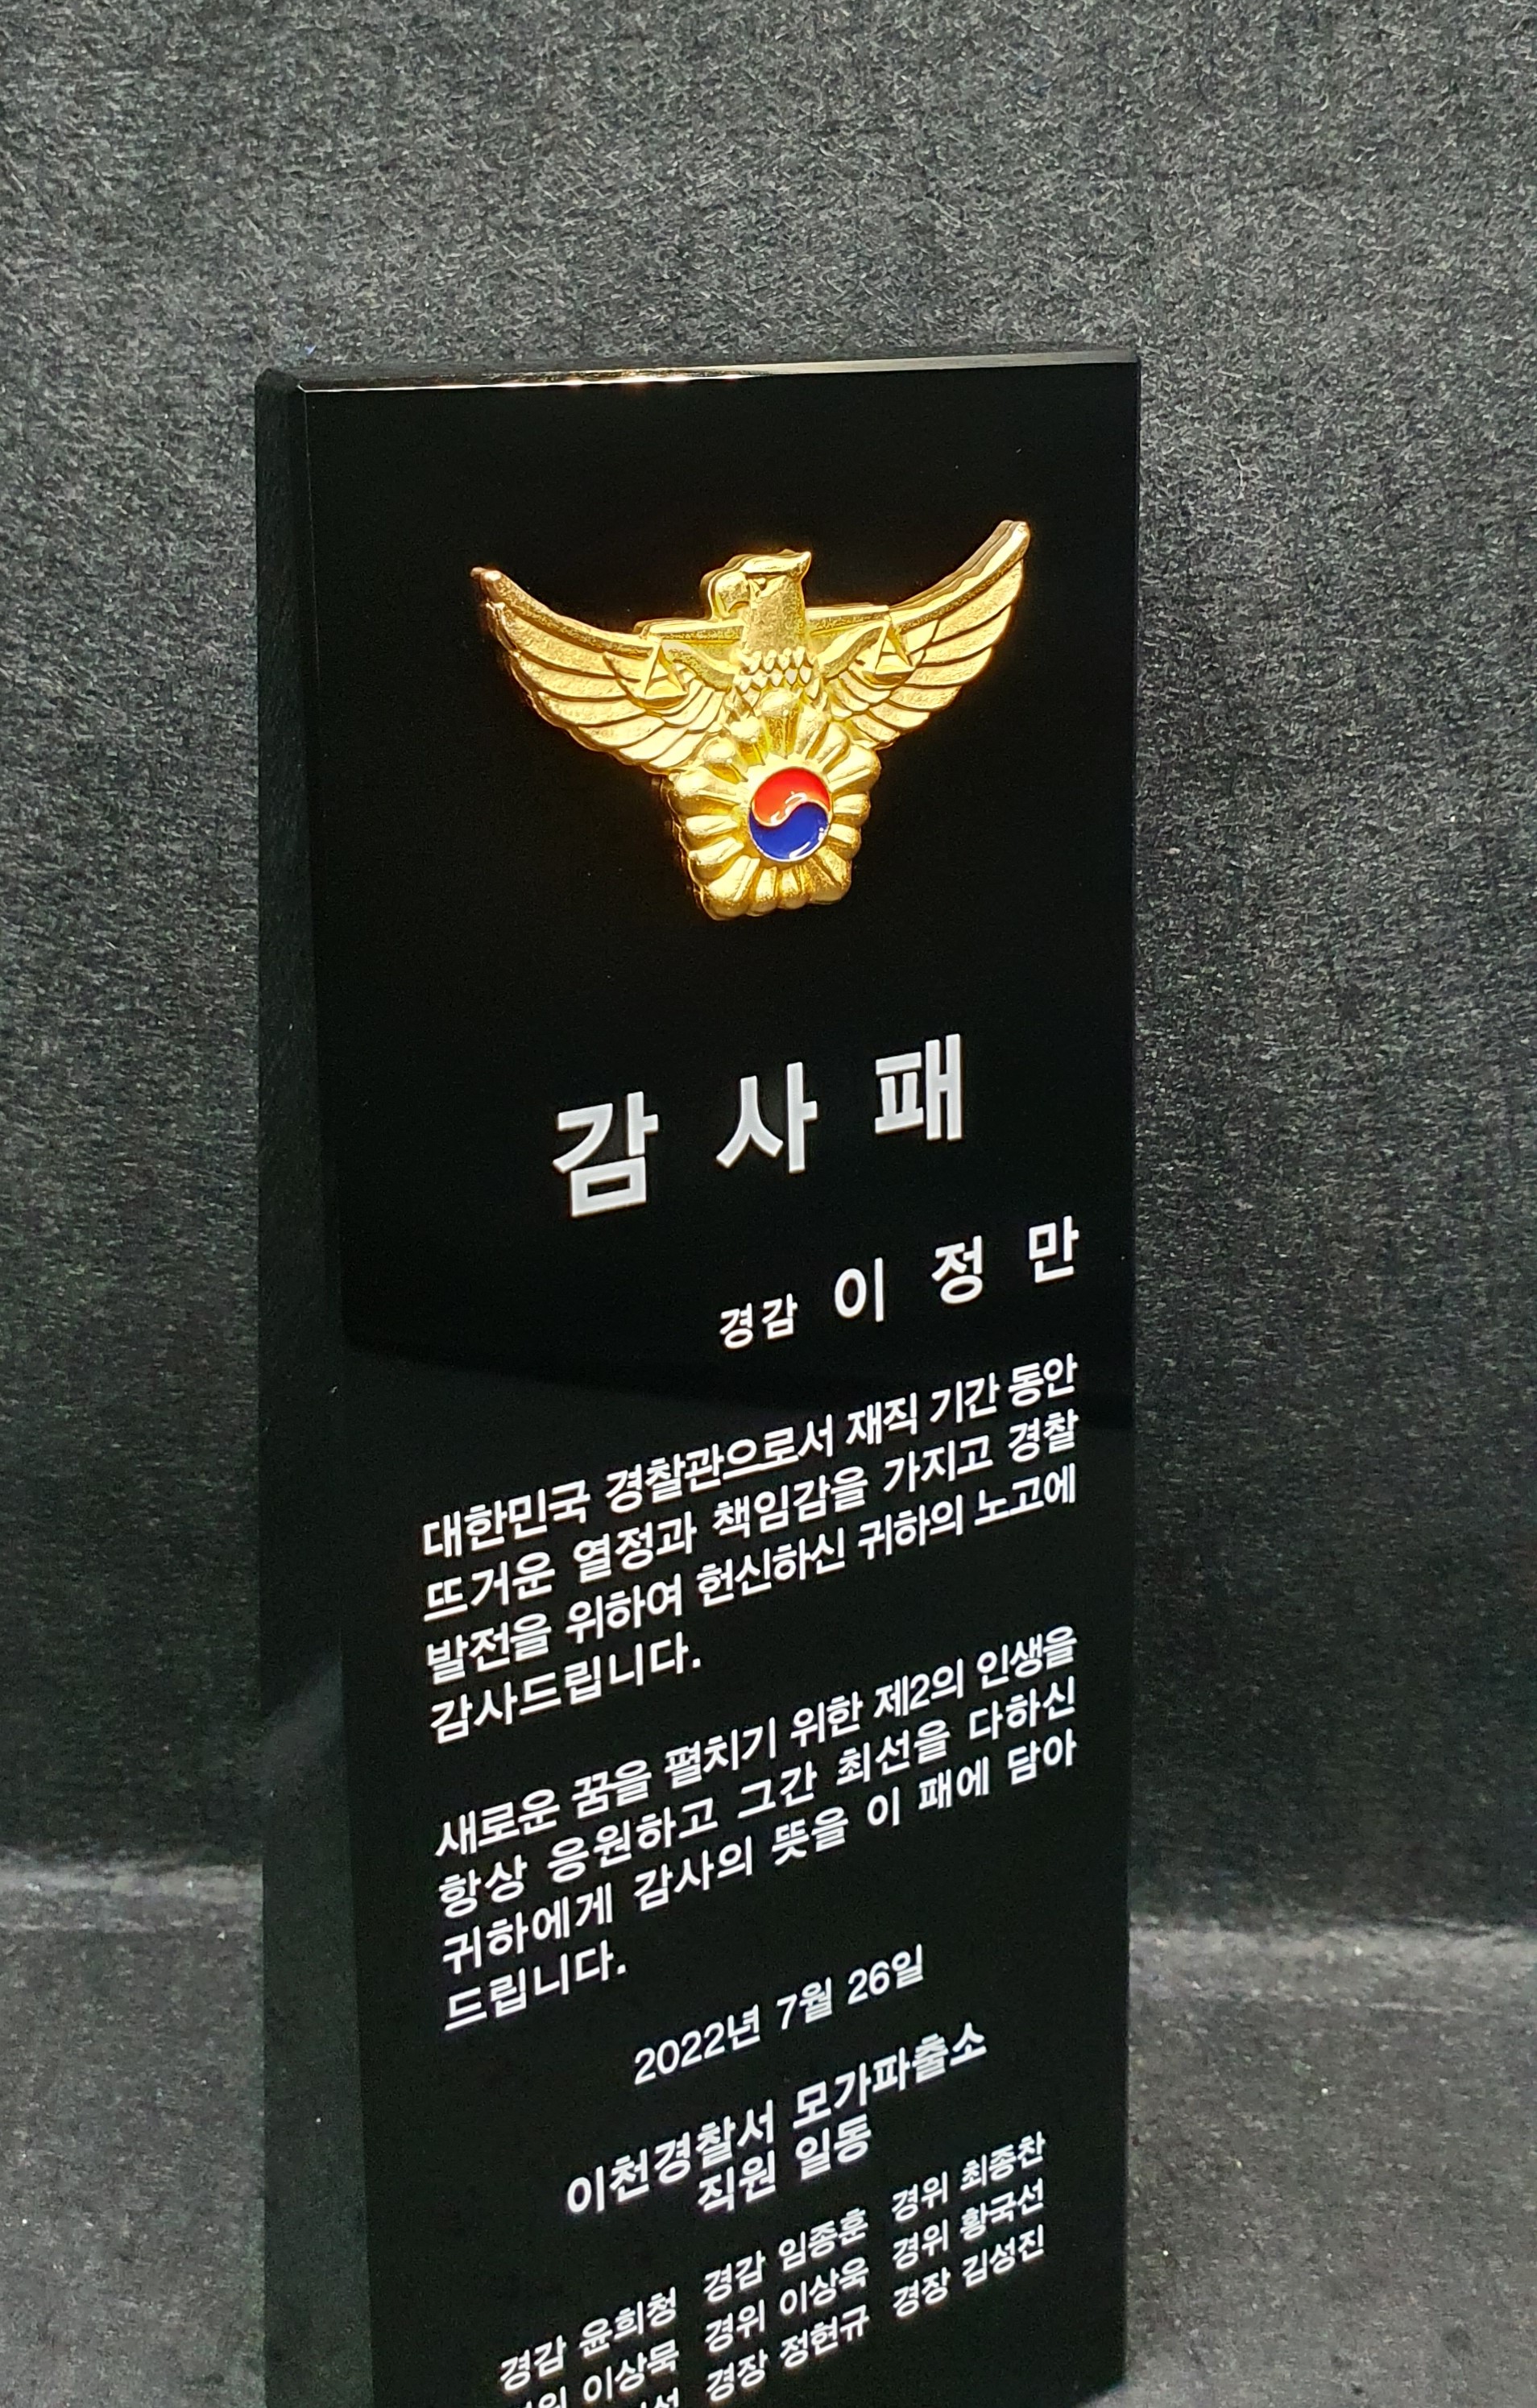 감 사 패
경감 이 정 만
대한민국 경찰관으로서 재직 기간 동안
뜨거운 열정과 책임감을 가지고 경찰
발전을 위하여 헌신하신 귀하의 노고에
감사드립니다.
새로운 꿈을 펼치기 위한 제2의 인생을
항상 응원하고 그간 최선을 다하신
귀하에게 감사의 뜻을 이 패에 담아
드립니다.
2022년 7월 26일
이천경찰서 모가파출소
직원 일동
경감 윤희청 경감 임종훈 경위 최종찬
이상묵 경위 이상욱 경위 황국선
경장 정현규 경장 김성진